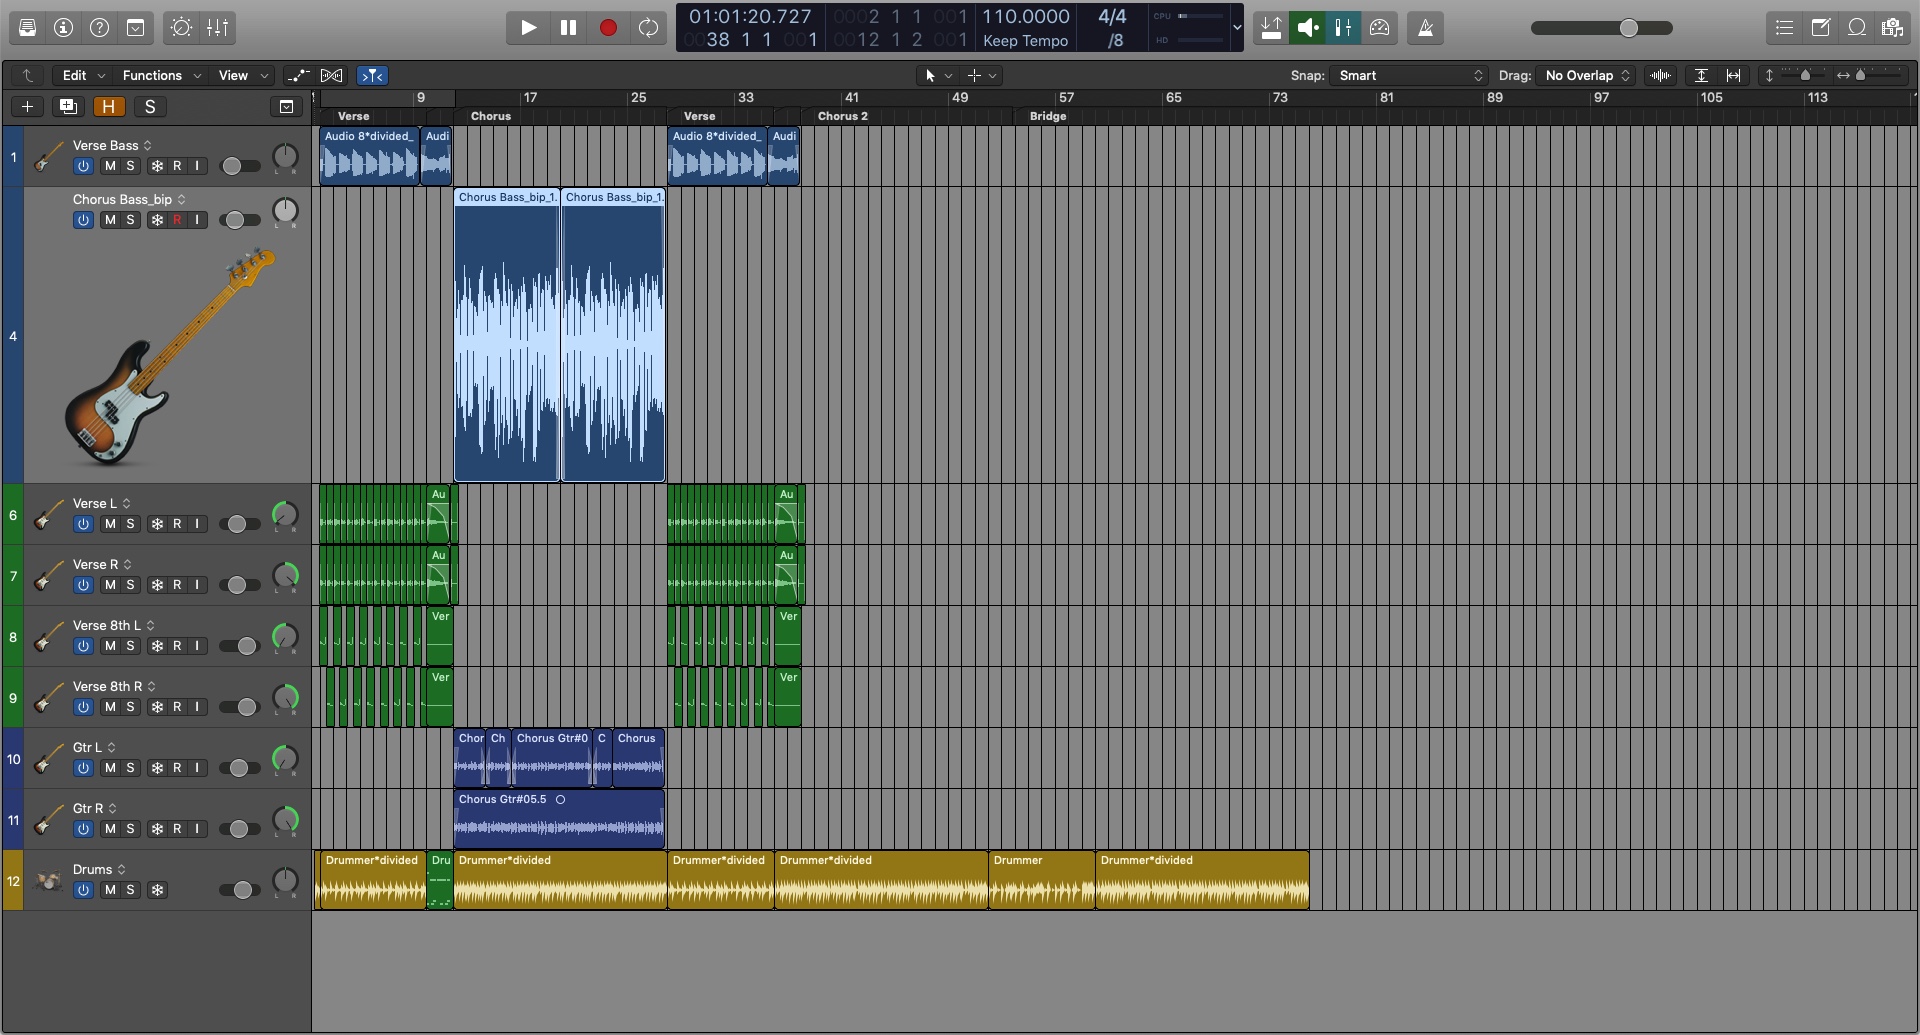 01:01:20.727 0002 1 1 001 110.0000 4/4 CPU
0038 1 1 001 0012 1 2 001 Keep Tempo /8 HD
Edit Functions View Snap: Smart Drag: No Overlap
H S 9 17 25 33 41 49 57 65 73 81 89 97 105 113
Verse Chorus Verse Chorus 2 Bridge
1 Verse Bass M S R I
Audio 8*divided_ Audi Audio 8*divided_ Audi
4 Chorus Bass_bip M S R I L R
Chorus Bass_bip_1. Chorus Bass_bip_1.
6 Verse L M S R I L R
Au Au
7 Verse R M S R I L R
Au Au
8 Verse 8th L M S R I L R
Ver Ver
9 Verse 8th R M S R I L R
Ver Ver
10 Gtr L M S R I L R
Chor Ch Chorus Gtr#0 C Chorus
11 Gtr R M S R I L R
Chorus Gtr#05.5
12 Drums M S L R
Drummer*divided Dru Drummer*divided Drummer*divided Drummer*divided Drummer Drummer*divided